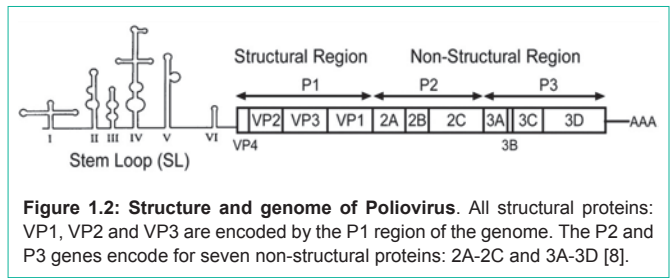 Structural Region Non-Structural Region
P1 P2 P3
VP2 VP3 VP1 2A 2B 2C 3A 3C 3D AAA
I II III IV V VI VP4 3B
Stem Loop (SL)
Figure 1.2: Structure and genome of Poliovirus. All structural proteins:
VP1, VP2 and VP3 are encoded by the P1 region of the genome. The P2 and
P3 genes encode for seven non-structural proteins: 2A-2C and 3A-3D [8].